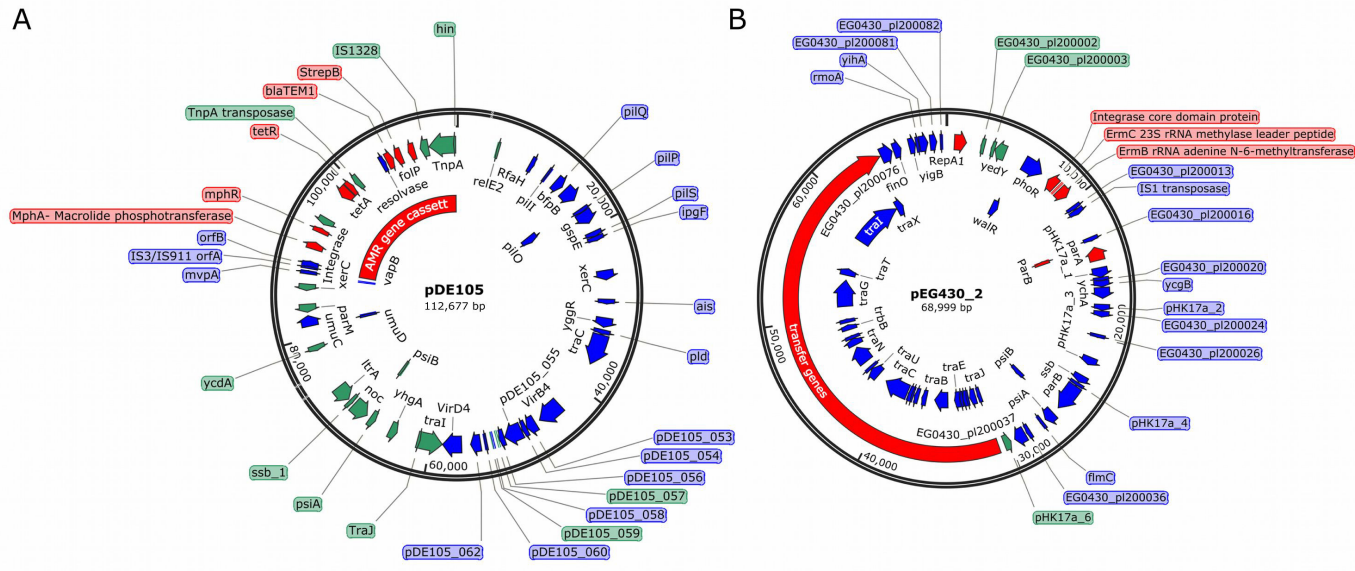 A
hin
IS1328
StrepB
blaTEM1
TnpA transposase
tetR
mphR
MphA- Macrolide phosphotransferase
orfB
IS3/IS911 orfA
mvpA
ycdA
ssb_1
psiA
TraJ
pDE105_062
pDE105_060
pDE105_059
pDE105_058
pDE105_057
pDE105_056
pDE105_054
pDE105_053
pld
ais
ipgF
pilS
pilP
pilQ
TnpA
relE2
RfaH
pilI
bfpB
gspE
pilO
xerC
yggR
traC
pDE105_055
VirB4
VirD4
traI
yhgA
noc
ltrA
psiB
umuD
umuC
parM
xerC
Integrase
vapB
tetA
resolvase
folP
AMR gene cassett
pDE105
112,677 bp
20,000
40,000
60,000
80,000
100,000
B
EG0430_pl200082
EG0430_pl200081
yihA
rmoA
EG0430_pl200002
EG0430_pl200003
Integrase core domain protein
ErmC 23S rRNA methylase leader peptide
ErmB rRNA adenine N-6-methyltransferase
EG0430_pl200013
IS1 transposase
EG0430_pl200016
EG0430_pl200020
ycgB
pHK17a_2
EG0430_pl200024
EG0430_pl200026
pHK17a_4
flmC
EG0430_pl200036
pHK17a_6
RepA1
yedY
phoR
walR
parA
ParB
pHK17a_1
ychA
pHK17a_3
ssb
parB
psiB
psiA
EG0430_pl200037
traJ
traE
traB
traC
traU
traN
trbB
traG
traT
traI
traX
finO
yigB
EG0430_pl200076
transfer genes
pEG430_2
68,999 bp
10,000
20,000
30,000
40,000
50,000
60,000